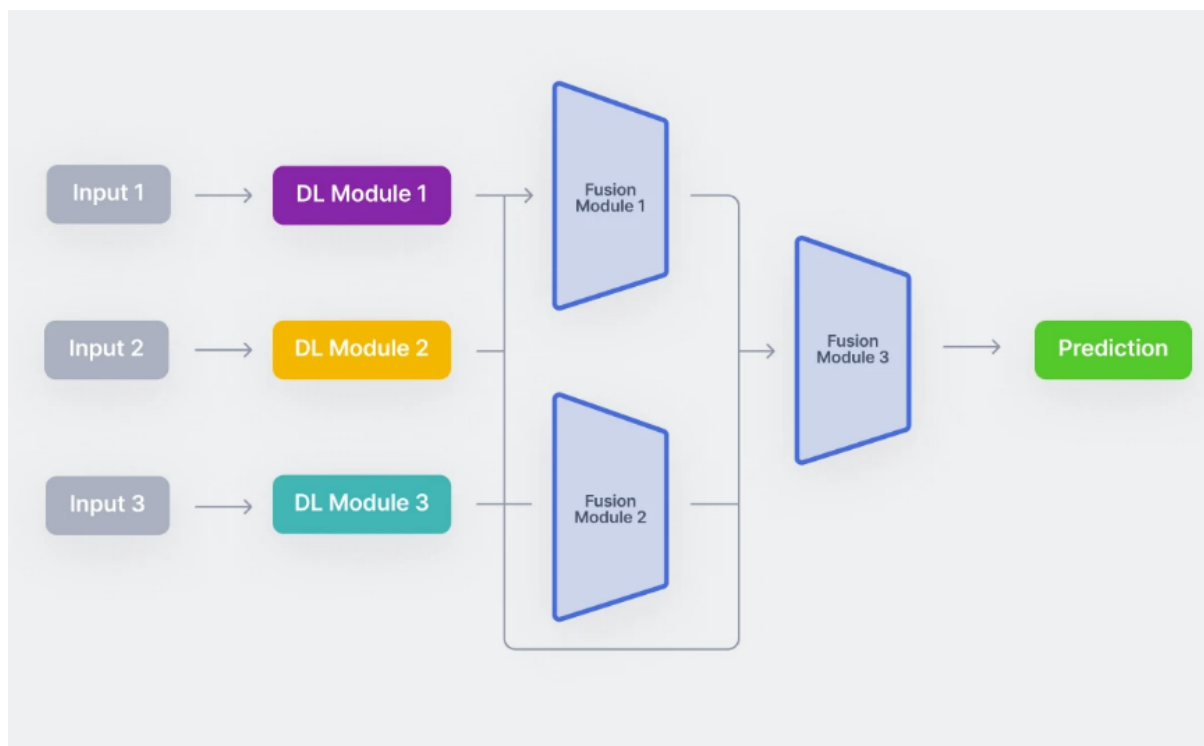 Input 1
DL Module 1
Fusion
Module 1
Input 2
DL Module 2
Fusion
Module 3
Prediction
Input 3
DL Module 3
Fusion
Module 2